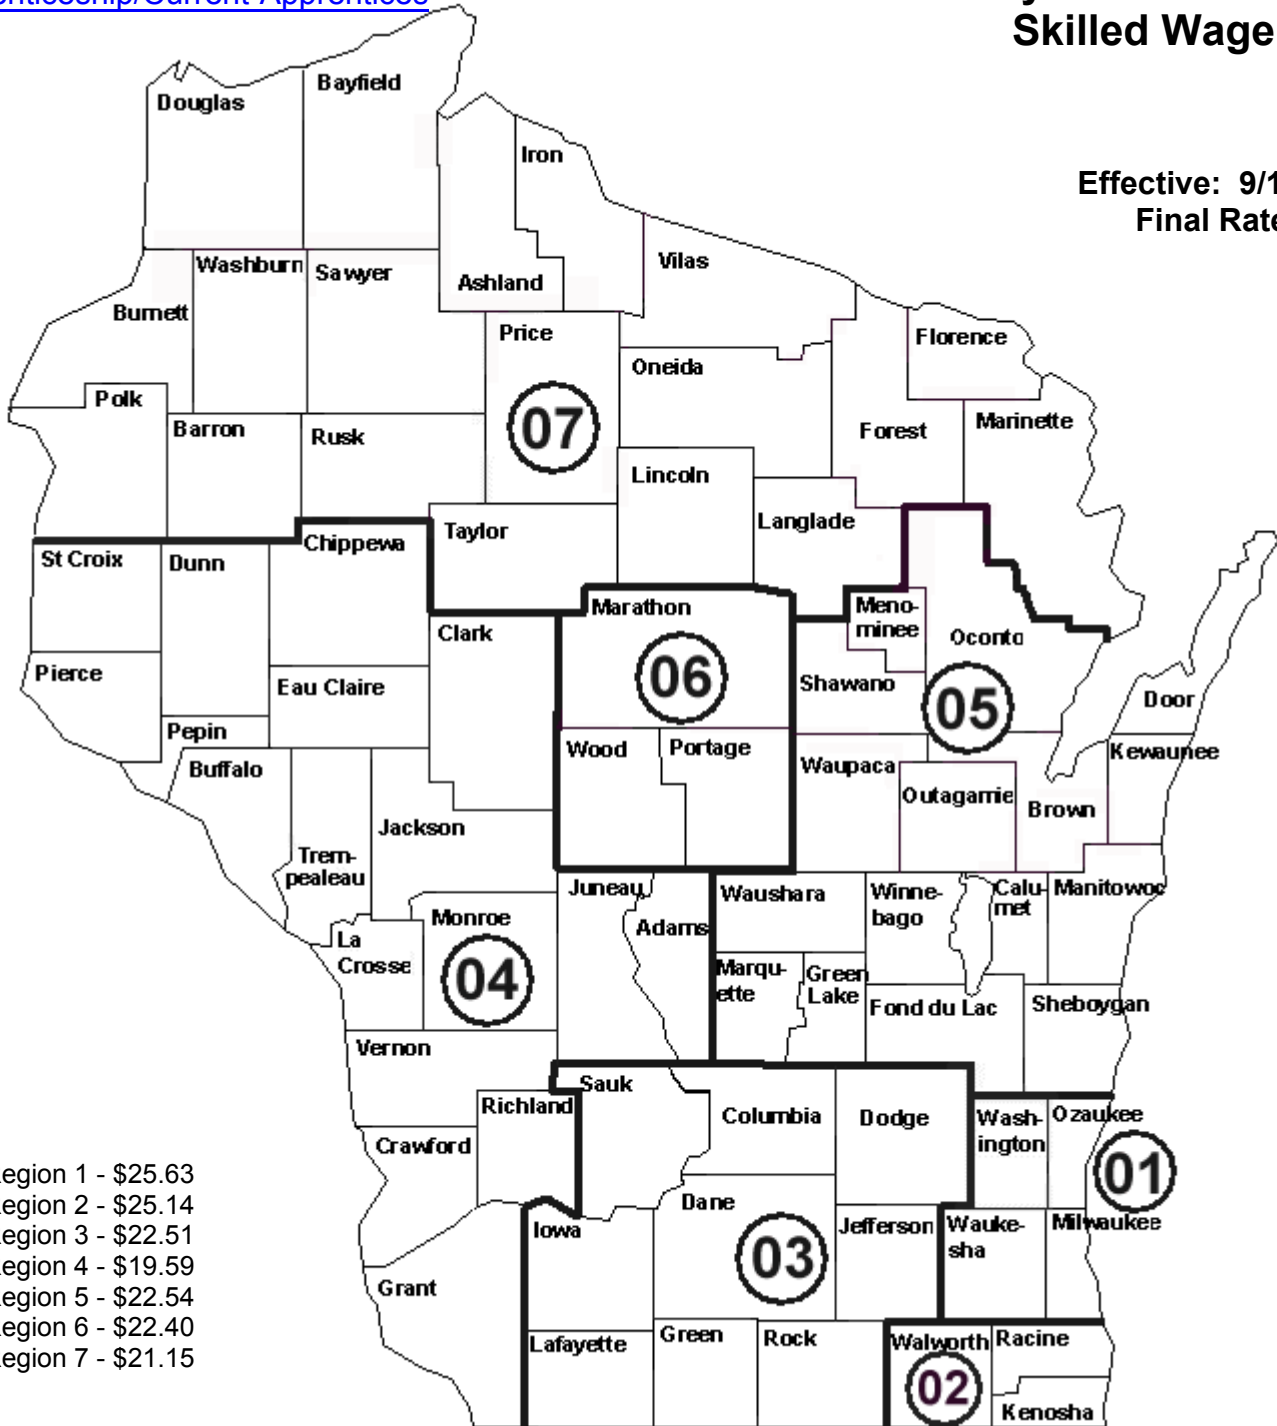 enticeship/Current-Apprentices
Skilled Wage
Effective: 9/1
Final Rate
Bayfield
Douglas
Iron
Washburn
Sawyer
Vilas
Ashland
Burnett
Price
Florence
Oneida
Polk
Barron
Rusk
07
Forest
Marinette
Lincoln
Langlade
Taylor
Chippewa
St Croix
Dunn
Marathon
Meno-
minee
Clark
Oconto
06
Pierce
Eau Claire
Shawano
05
Door
Pepin
Wood
Portage
Kewaunee
Buffalo
Waupaca
Outagamie
Brown
Jackson
Trem-
pealeau
Juneau
Waushara
Winne-
bago
Calu-
met
Manitowoc
Monroe
Adams
La
Crosse
04
Marqu-
ette
Green
Lake
Fond du Lac
Sheboygan
Vernon
Sauk
Richland
Columbia
Dodge
Wash-
ington
Ozaukee
Crawford
01
egion 1 - $25.63
egion 2 - $25.14
egion 3 - $22.51
egion 4 - $19.59
egion 5 - $22.54
egion 6 - $22.40
egion 7 - $21.15
Dane
Iowa
Jefferson
Wauke-
sha
Milwaukee
03
Grant
Lafayette
Green
Rock
Walworth
Racine
02
Kenosha